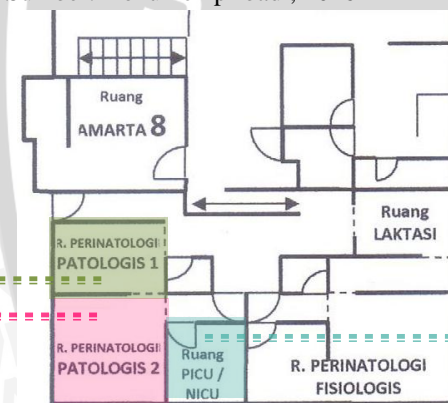 Ruang
AMARTA 8
Ruang
LAKTASI
R. PERINATOLOGI
PATOLOGIS 1
R. PERINATOLOGI
PATOLOGIS 2
Ruang
PICU /
NICU
R. PERINATOLOGI
FISIOLOGIS